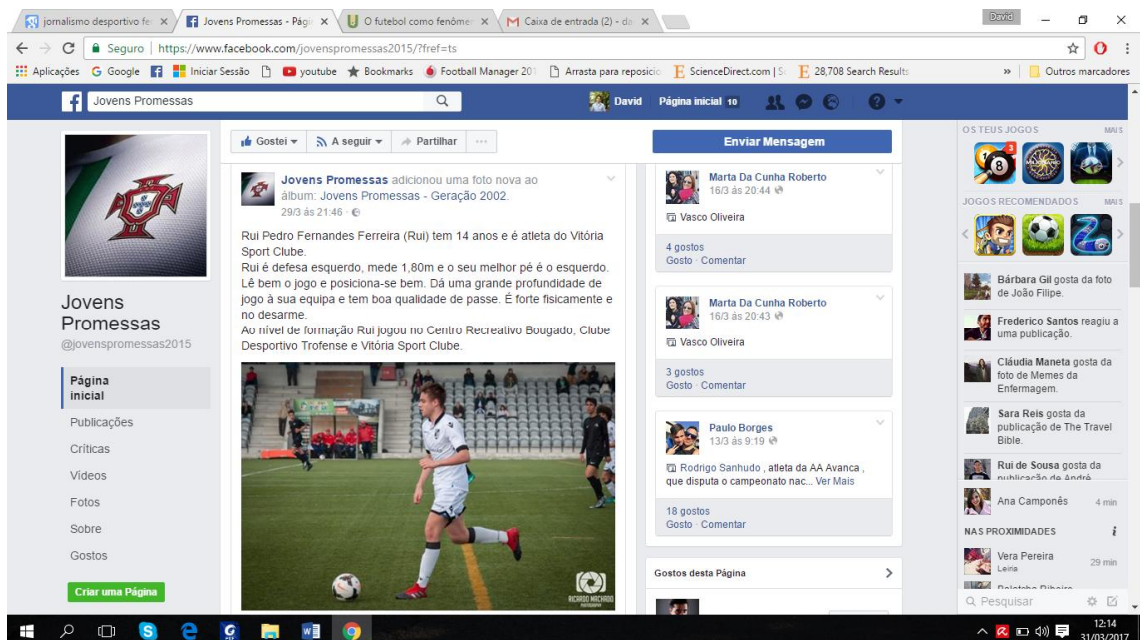 jornalismo desportivo fe
Jovens Promessas - Pági
O futebol como fenôme
Caixa de entrada (2) - da
David
Seguro | https://www.facebook.com/jovenspromessas2015/?fref=ts
Aplicações Google Iniciar Sessão youtube Bookmarks Football Manager 201 Arrasta para reposicio ScienceDirect.com | S 28,708 Search Results » Outros marcadores
Jovens Promessas
David Página inicial 10
Jovens
Promessas
@jovenspromessas2015
Página
inicial
Publicações
Críticas
Vídeos
Fotos
Sobre
Gostos
Criar uma Página
Gostei A seguir Partilhar ...
Enviar Mensagem
Jovens Promessas adicionou uma foto nova ao
álbum: Jovens Promessas - Geração 2002.
29/3 às 21:46 ·
Rui Pedro Fernandes Ferreira (Rui) tem 14 anos e é atleta do Vitória
Sport Clube.
Rui é defesa esquerdo, mede 1,80m e o seu melhor pé é o esquerdo.
Lê bem o jogo e posiciona-se bem. Dá uma grande profundidade de
jogo à sua equipa e tem boa qualidade de passe. É forte fisicamente e
no desarme.
Ao nível de formação Rui jogou no Centro Recreativo Bougado, Clube
Desportivo Trofense e Vitória Sport Clube.
RICARDO MACHADO
PHOTOGRAPHY
Marta Da Cunha Roberto
16/3 às 20:44
Vasco Oliveira
4 gostos
Gosto · Comentar
Marta Da Cunha Roberto
16/3 às 20:43
Vasco Oliveira
3 gostos
Gosto · Comentar
Paulo Borges
13/3 às 9:19
Rodrigo Sanhudo , atleta da AA Avanca ,
que disputa o campeonato nac... Ver Mais
18 gostos
Gosto · Comentar
Gostos desta Página
OS TEUS JOGOS MAIS
3
8
JOGOS RECOMENDADOS MAIS
Bárbara Gil gosta da foto
de João Filipe.
Frederico Santos reagiu a
uma publicação.
Cláudia Maneta gosta da
foto de Memes da
Enfermagem.
Sara Reis gosta da
publicação de The Travel
Bible.
Rui de Sousa gosta da
publicação de André
Ana Camponês 4 min
NAS PROXIMIDADES
Vera Pereira 29 min
Leiria
Pesquisar
12:14
31/03/2017